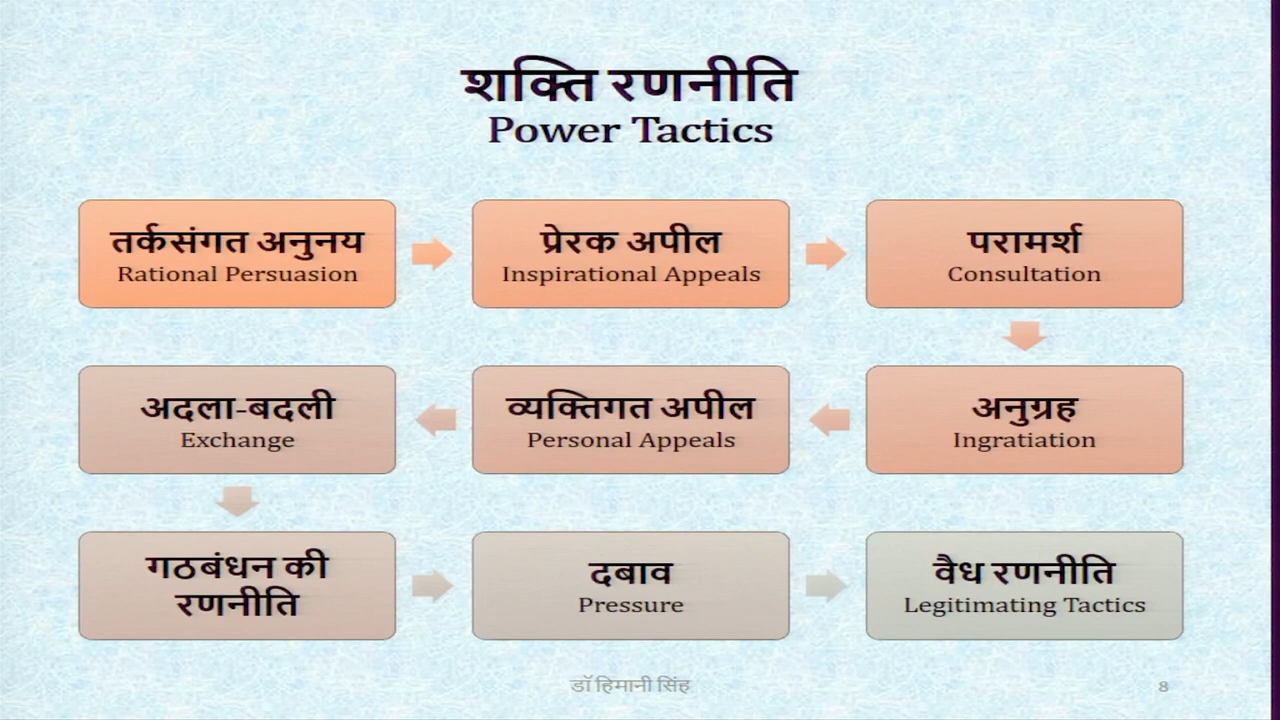 शक्ति रणनीति
Power Tactics
तर्कसंगत अनुनय
Rational Persuasion
प्रेरक अपील
Inspirational Appeals
परामर्श
Consultation
अनुग्रह
Ingratiation
व्यक्तिगत अपील
Personal Appeals
अदला-बदली
Exchange
गठबंधन की
रणनीति
दबाव
Pressure
वैध रणनीति
Legitimating Tactics
डॉ हिमानी सिंह
8